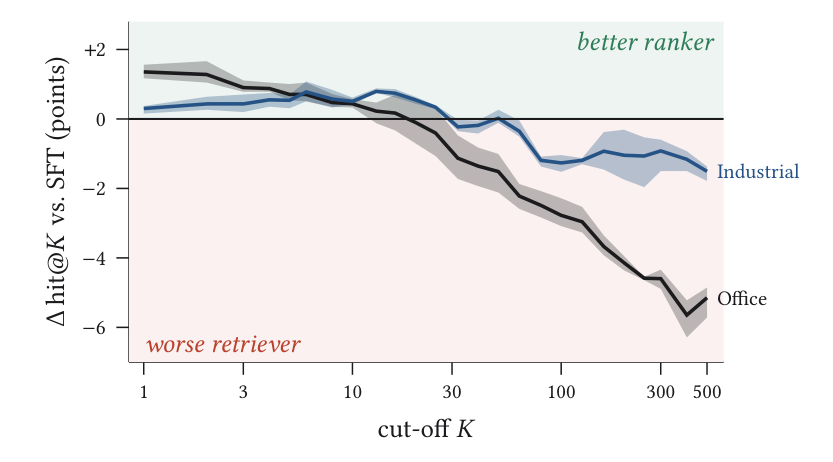 better ranker
+2
0
−2
−4
−6
Δ hit@K vs. SFT (points)
Industrial
Office
worse retriever
1 3 10 30 100 300 500
cut-off K